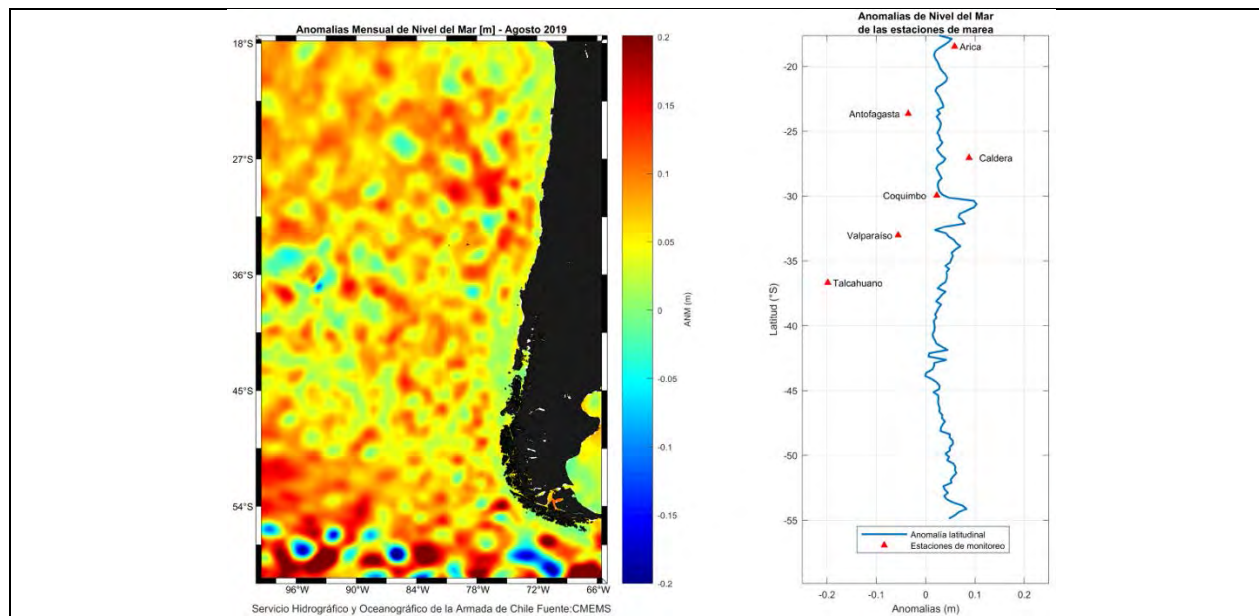 Anomalias Mensual de Nivel del Mar [m] - Agosto 2019
18°S
27°S
36°S
45°S
54°S
96°W
90°W
84°W
78°W
72°W
66°W
0.2
0.15
0.1
0.05
0
-0.05
-0.1
-0.15
-0.2
ANM (m)
Servicio Hidrográfico y Oceanográfico de la Armada de Chile Fuente:CMEMS
Anomalias de Nivel del Mar
de las estaciones de marea
-20
-25
-30
-35
-40
-45
-50
-55
Latitud (°S)
Arica
Antofagasta
Caldera
Coquimbo
Valparaíso
Talcahuano
Anomalía latitudinal
Estaciones de monitoreo
-0.2
-0.1
0
0.1
0.2
Anomalías (m)